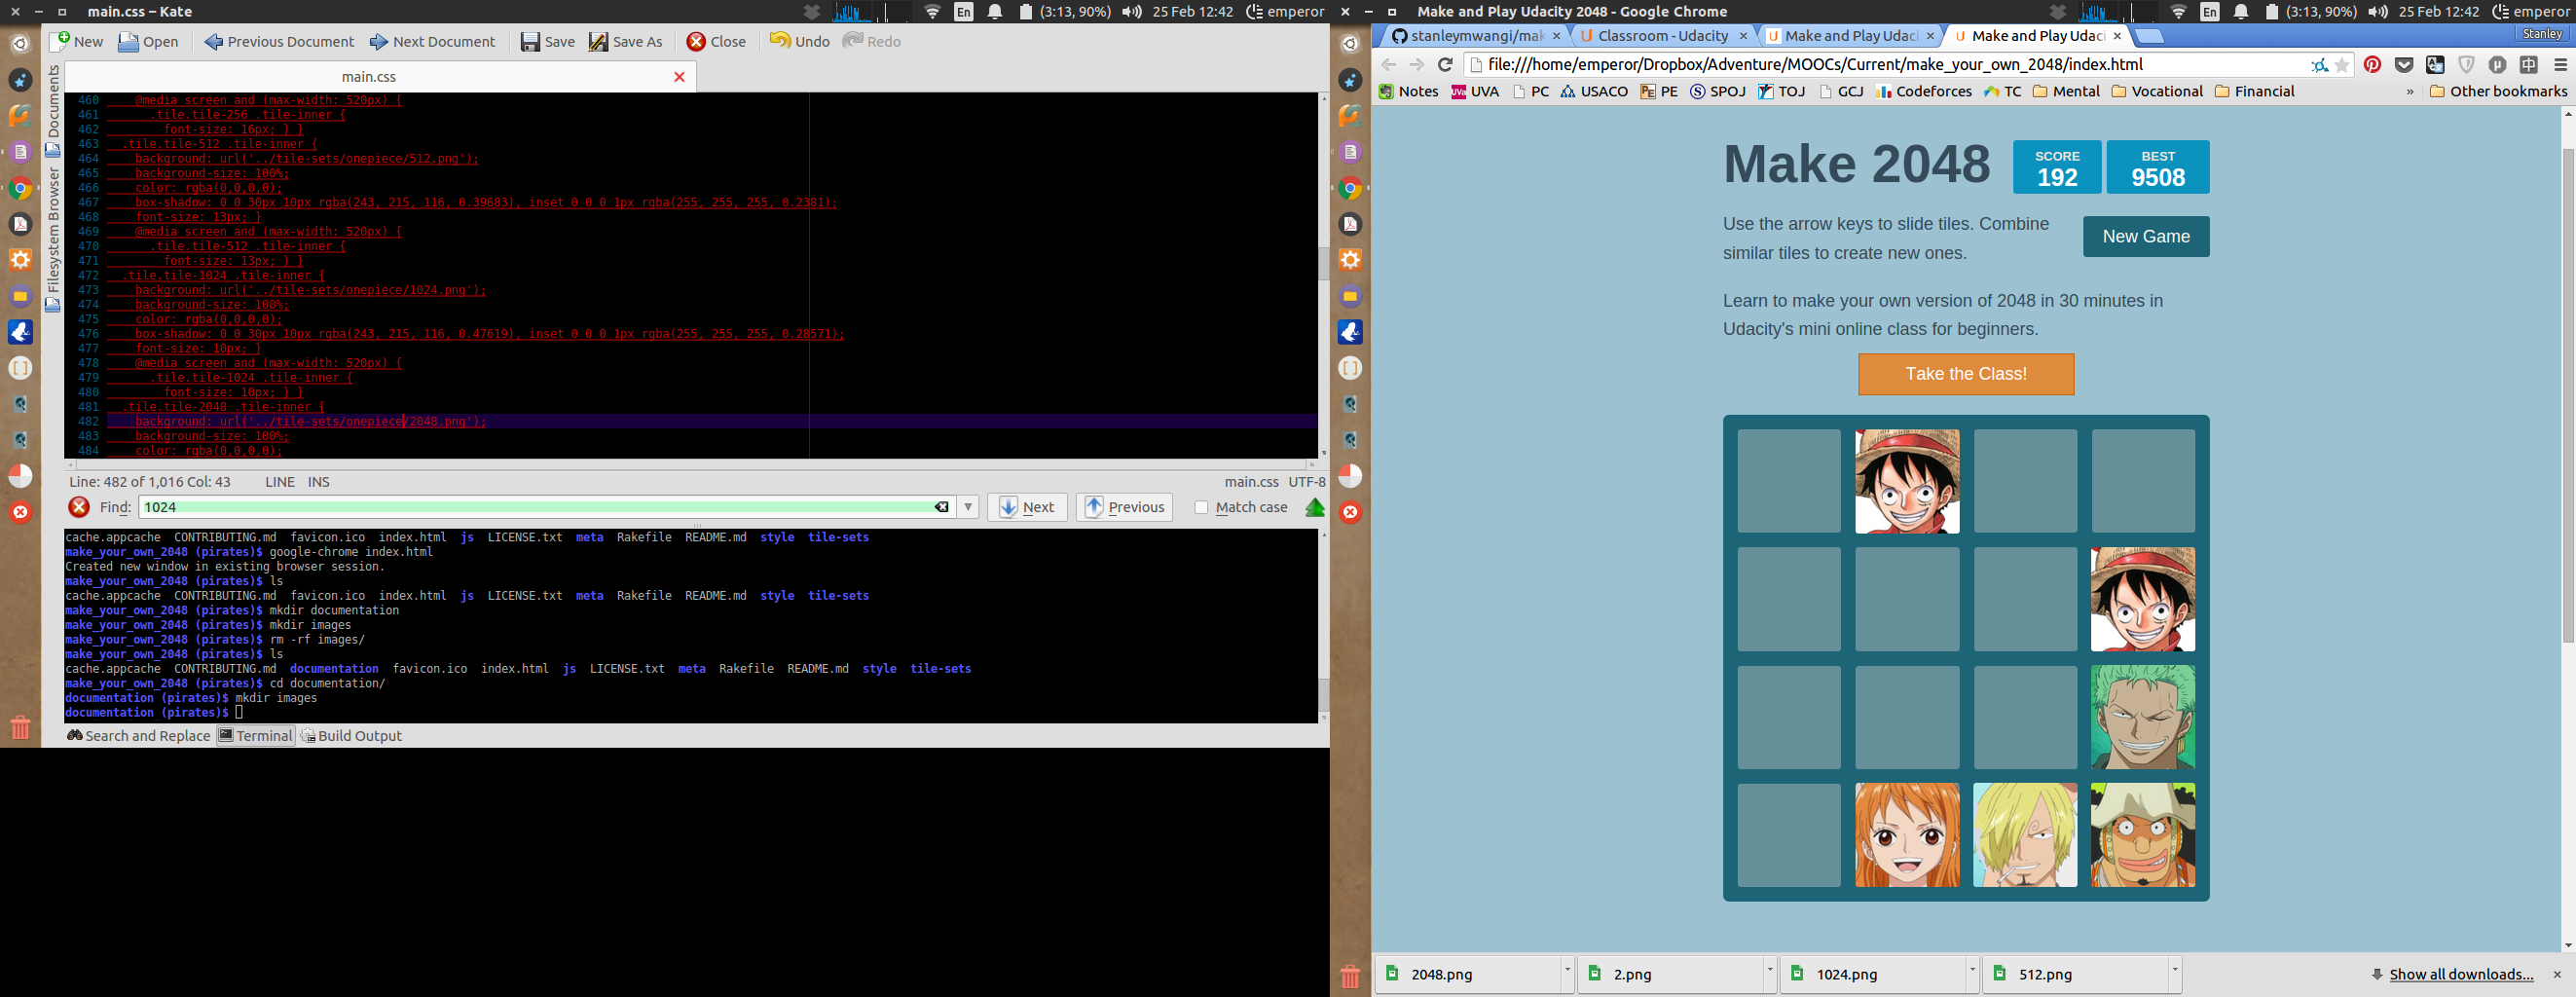 main.css – Kate
En (3:13, 90%) 25 Feb 12:42 emperor
New Open Previous Document Next Document Save Save As Close Undo Redo
Documents
Filesystem Browser
main.css
460 @media screen and (max-width: 520px) {
461 .tile.tile-256 .tile-inner {
462 font-size: 16px; } }
463 .tile.tile-512 .tile-inner {
464 background: url('../tile-sets/onepiece/512.png');
465 background-size: 100%;
466 color: rgba(0,0,0,0);
467 box-shadow: 0 0 30px 10px rgba(243, 215, 116, 0.39683), inset 0 0 0 1px rgba(255, 255, 255, 0.2381);
468 font-size: 13px; }
469 @media screen and (max-width: 520px) {
470 .tile.tile-512 .tile-inner {
471 font-size: 13px; } }
472 .tile.tile-1024 .tile-inner {
473 background: url('../tile-sets/onepiece/1024.png');
474 background-size: 100%;
475 color: rgba(0,0,0,0);
476 box-shadow: 0 0 30px 10px rgba(243, 215, 116, 0.47619), inset 0 0 0 1px rgba(255, 255, 255, 0.28571);
477 font-size: 10px; }
478 @media screen and (max-width: 520px) {
479 .tile.tile-1024 .tile-inner {
480 font-size: 10px; } }
481 .tile.tile-2048 .tile-inner {
482 background: url('../tile-sets/onepiece/2048.png');
483 background-size: 100%;
484 color: rgba(0,0,0,0);
Line: 482 of 1,016 Col: 43 LINE INS main.css UTF-8
Find: 1024 Next Previous Match case
cache.appcache CONTRIBUTING.md favicon.ico index.html js LICENSE.txt meta Rakefile README.md style tile-sets
make_your_own_2048 (pirates)$ google-chrome index.html
Created new window in existing browser session.
make_your_own_2048 (pirates)$ ls
cache.appcache CONTRIBUTING.md favicon.ico index.html js LICENSE.txt meta Rakefile README.md style tile-sets
make_your_own_2048 (pirates)$ mkdir documentation
make_your_own_2048 (pirates)$ mkdir images
make_your_own_2048 (pirates)$ rm -rf images/
make_your_own_2048 (pirates)$ ls
cache.appcache CONTRIBUTING.md documentation favicon.ico index.html js LICENSE.txt meta Rakefile README.md style tile-sets
make_your_own_2048 (pirates)$ cd documentation/
documentation (pirates)$ mkdir images
documentation (pirates)$
Search and Replace Terminal Build Output
Make and Play Udacity 2048 - Google Chrome
En (3:13, 90%) 25 Feb 12:42 emperor
stanleymwangi/mak Classroom - Udacity Make and Play Udaci Make and Play Udaci Stanley
file:///home/emperor/Dropbox/Adventure/MOOCs/Current/make_your_own_2048/index.html
Notes UVa UVA PC USACO PE PE SPOJ TOJ GCJ Codeforces TC Mental Vocational Financial » Other bookmarks
Make 2048
SCORE
192
BEST
9508
Use the arrow keys to slide tiles. Combine
similar tiles to create new ones.
New Game
Learn to make your own version of 2048 in 30 minutes in
Udacity's mini online class for beginners.
Take the Class!
2048.png 2.png 1024.png 512.png Show all downloads...